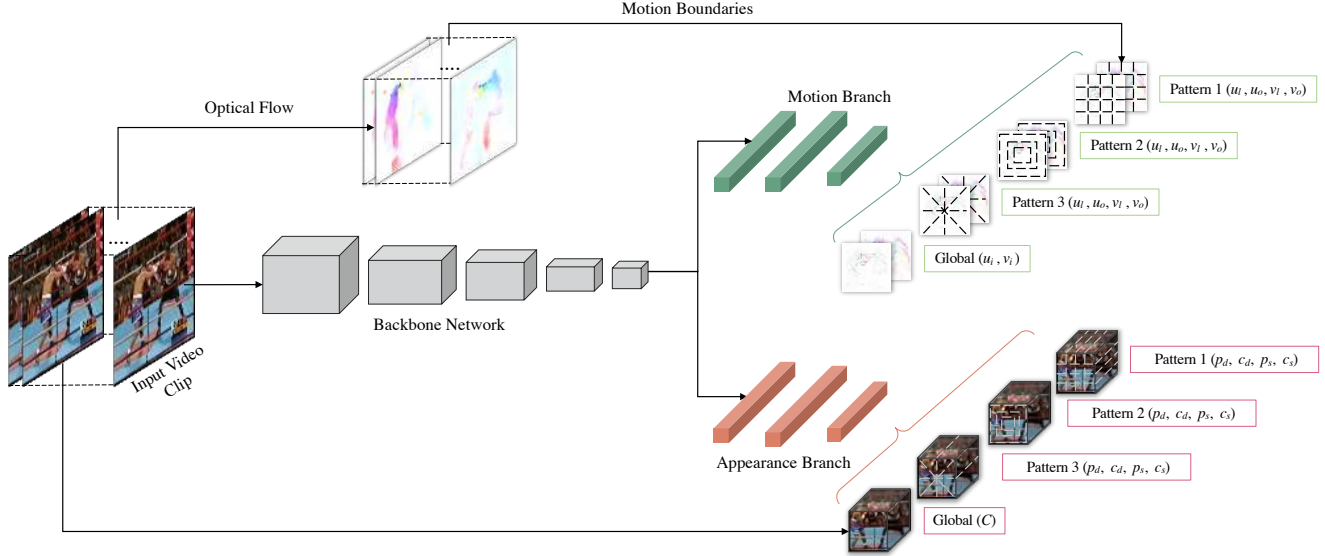 Motion Boundaries
Optical Flow
Motion Branch
Pattern 1 (u_l , u_o, v_l , v_o)
Pattern 2 (u_l , u_o, v_l , v_o)
Pattern 3 (u_l , u_o, v_l , v_o)
Global (u_i , v_i)
....
....
Backbone Network
Input Video
Clip
Appearance Branch
Pattern 1 (p_d, c_d, p_s, c_s)
Pattern 2 (p_d, c_d, p_s, c_s)
Pattern 3 (p_d, c_d, p_s, c_s)
Global (C)